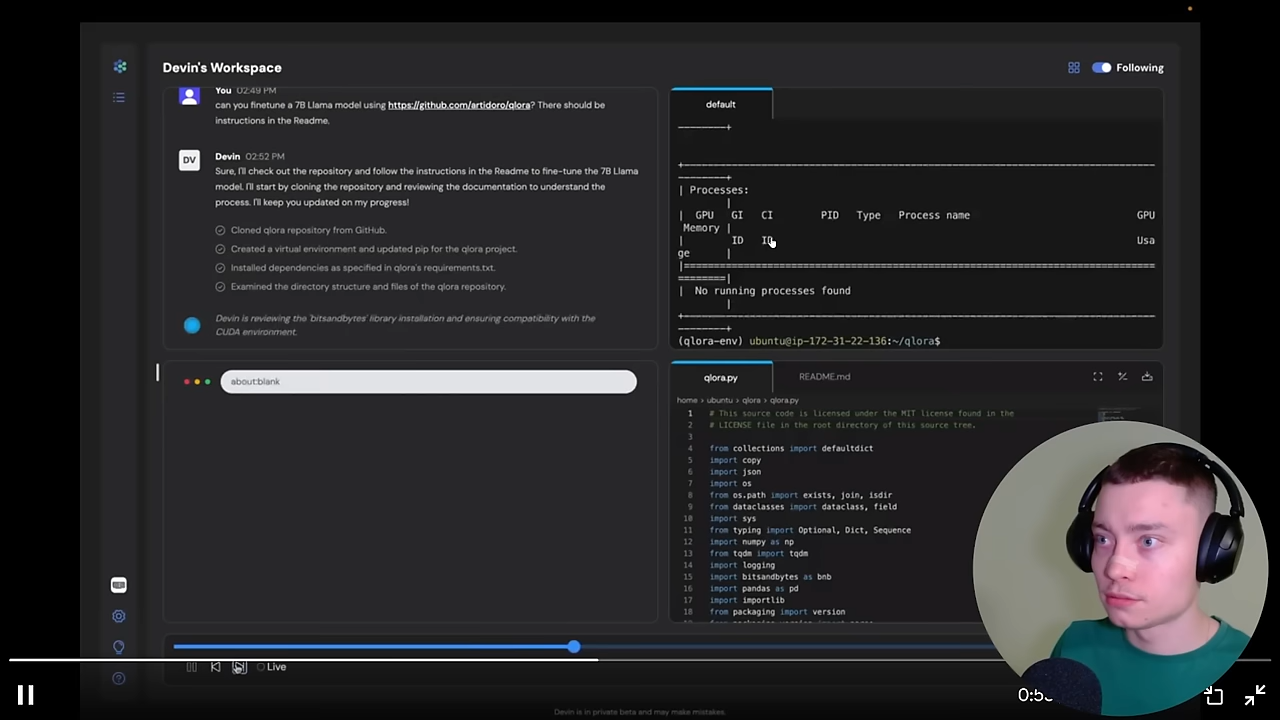 Devin's Workspace
Following
You 02:49 PM
can you finetune a 7B Llama model using https://github.com/artidoro/qlora? There should be
instructions in the Readme.
DV
Devin 02:52 PM
Sure, I'll check out the repository and follow the instructions in the Readme to fine-tune the 7B Llama
model. I'll start by cloning the repository and reviewing the documentation to understand the
process. I'll keep you updated on my progress!
Cloned qlora repository from GitHub.
Created a virtual environment and updated pip for the qlora project.
Installed dependencies as specified in qlora's requirements.txt.
Examined the directory structure and files of the qlora repository.
Devin is reviewing the 'bitsandbytes' library installation and ensuring compatibility with the
CUDA environment.
default
--------+
+-----------------------------------------------------------------------------
--------+
| Processes:
|
| GPU GI CI PID Type Process name GPU
Memory |
| ID ID Usa
ge |
|=============================================================================
========|
| No running processes found
|
+-----------------------------------------------------------------------------
--------+
(qlora-env) ubuntu@ip-172-31-22-136:~/qlora$
about:blank
qlora.py
README.md
home > ubuntu > qlora > qlora.py
1 # This source code is licensed under the MIT license found in the
2 # LICENSE file in the root directory of this source tree.
3
4 from collections import defaultdict
5 import copy
6 import json
7 import os
8 from os.path import exists, join, isdir
9 from dataclasses import dataclass, field
10 import sys
11 from typing import Optional, Dict, Sequence
12 import numpy as np
13 from tqdm import tqdm
14 import logging
15 import bitsandbytes as bnb
16 import pandas as pd
17 import importlib
18 from packaging import version
Live
Devin is in private beta and may make mistakes.